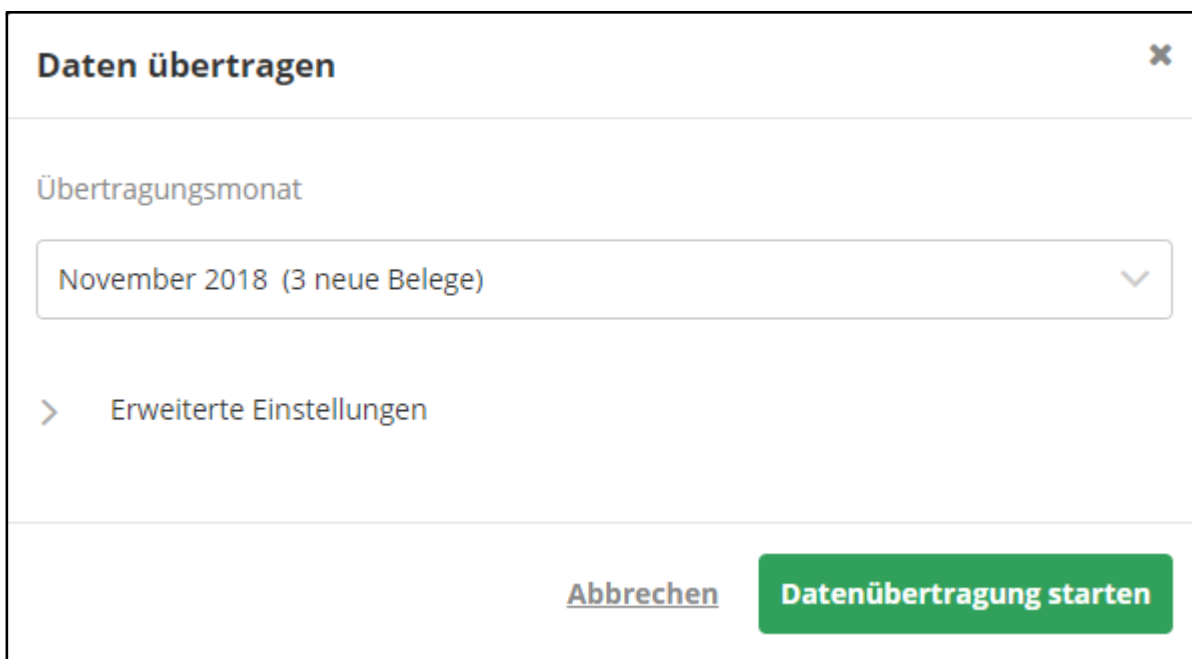 Daten übertragen
Übertragungsmonat
November 2018 (3 neue Belege)
Erweiterte Einstellungen
Abbrechen Datenübertragung starten